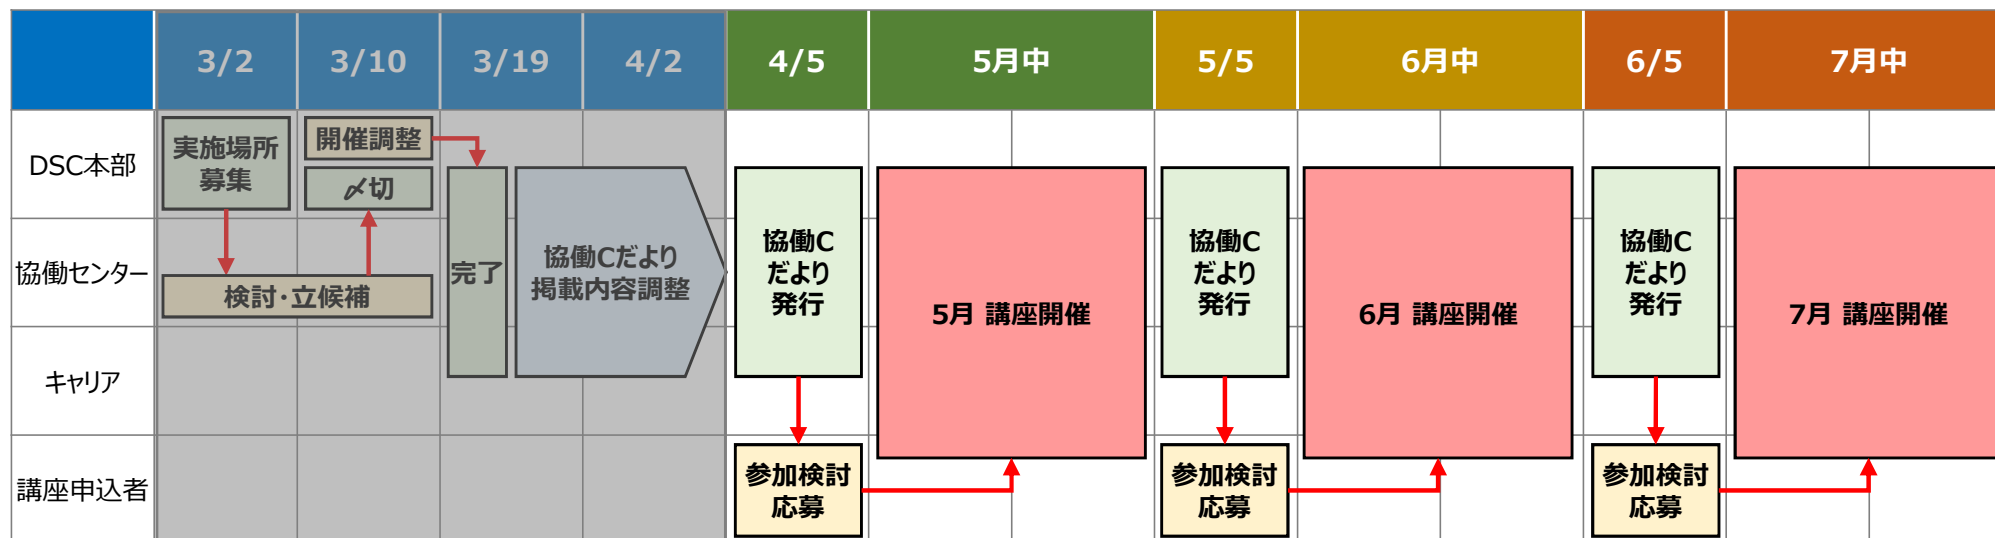 3/2
3/10
3/19
4/2
4/5
5月中
5/5
6月中
6/5
7月中
DSC本部
実施場所
募集
開催調整
〆切
協働センター
検討・立候補
完了
協働Cだより
掲載内容調整
協働C
だより
発行
5月 講座開催
協働C
だより
発行
6月 講座開催
協働C
だより
発行
7月 講座開催
キャリア
講座申込者
参加検討
応募
参加検討
応募
参加検討
応募